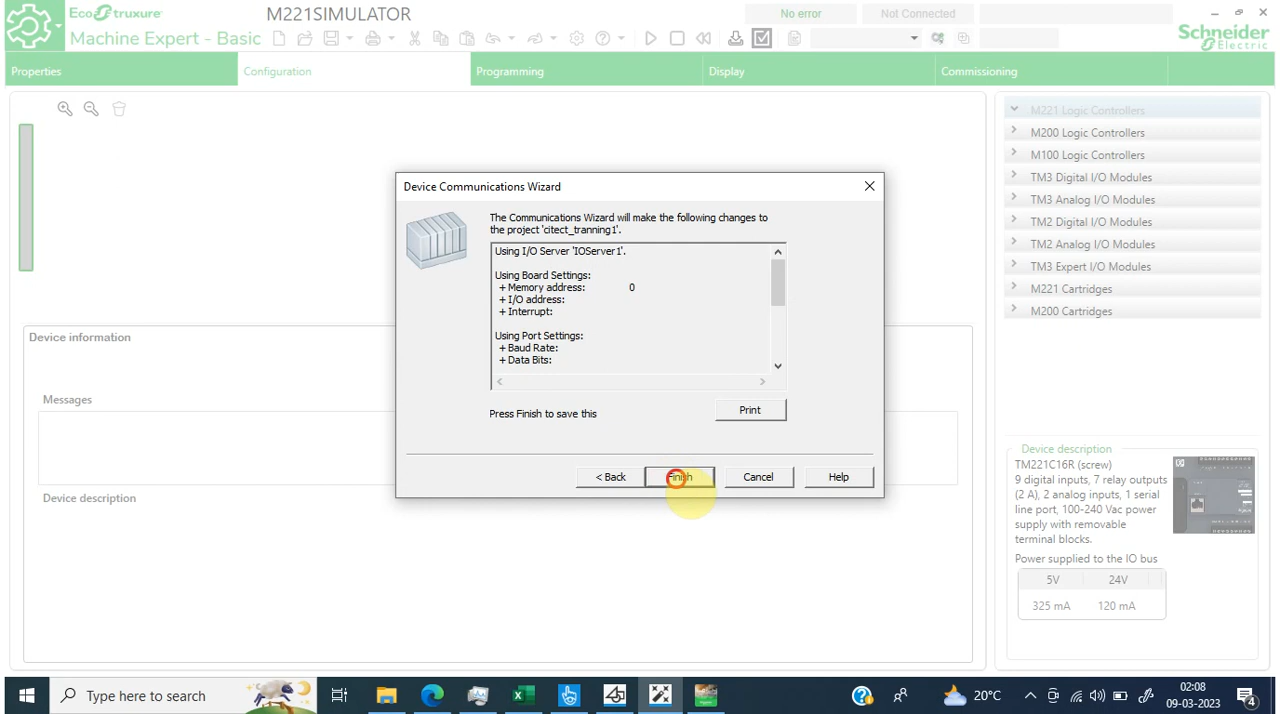 EcoStruxure
Machine Expert - Basic
M221SIMULATOR
No error
Not Connected
Schneider
Electric
Properties
Configuration
Programming
Display
Commissioning
M221 Logic Controllers
M200 Logic Controllers
M100 Logic Controllers
TM3 Digital I/O Modules
TM3 Analog I/O Modules
TM2 Digital I/O Modules
TM2 Analog I/O Modules
TM3 Expert I/O Modules
M221 Cartridges
M200 Cartridges
Device information
Messages
Device description
Device Communications Wizard
The Communications Wizard will make the following changes to
the project 'citect_tranning1'.
Using I/O Server 'IOServer1'.
Using Board Settings:
+ Memory address: 0
+ I/O address:
+ Interrupt:
Using Port Settings:
+ Baud Rate:
+ Data Bits:
Press Finish to save this
Print
< Back
Finish
Cancel
Help
Device description
TM221C16R (screw)
9 digital inputs, 7 relay outputs
(2 A), 2 analog inputs, 1 serial
line port, 100-240 Vac power
supply with removable
terminal blocks.
Power supplied to the IO bus
5V 24V
325 mA 120 mA
Type here to search
20°C
02:08
09-03-2023
4